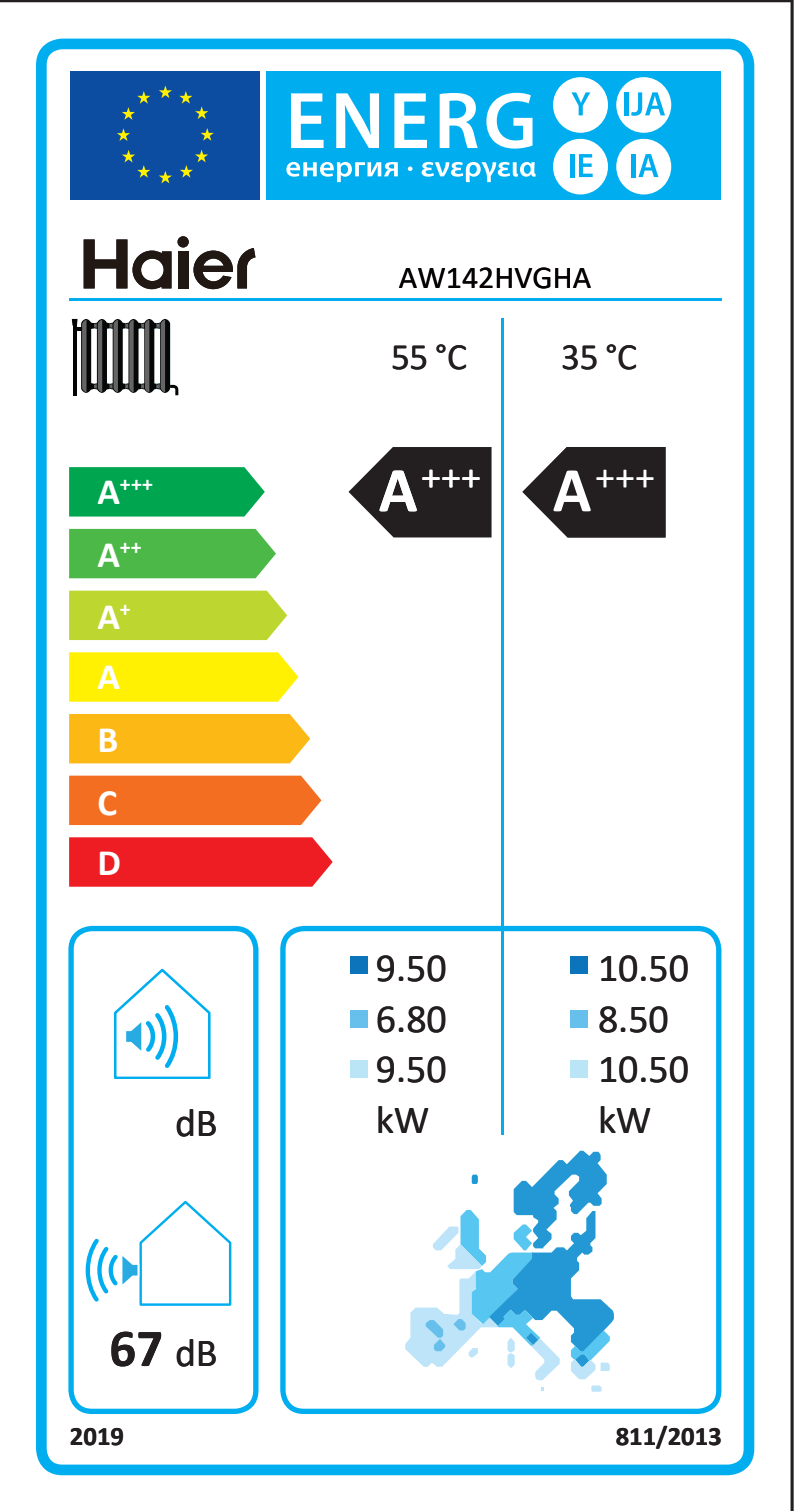 ENERG Y IJA
енергия · ενεργεια IE IA
Haier AW142HVGHA
55 °C 35 °C
A+++ A+++ A+++
A++
A+
A
B
C
D
9.50 10.50
6.80 8.50
9.50 10.50
dB kW kW
67 dB
2019 811/2013